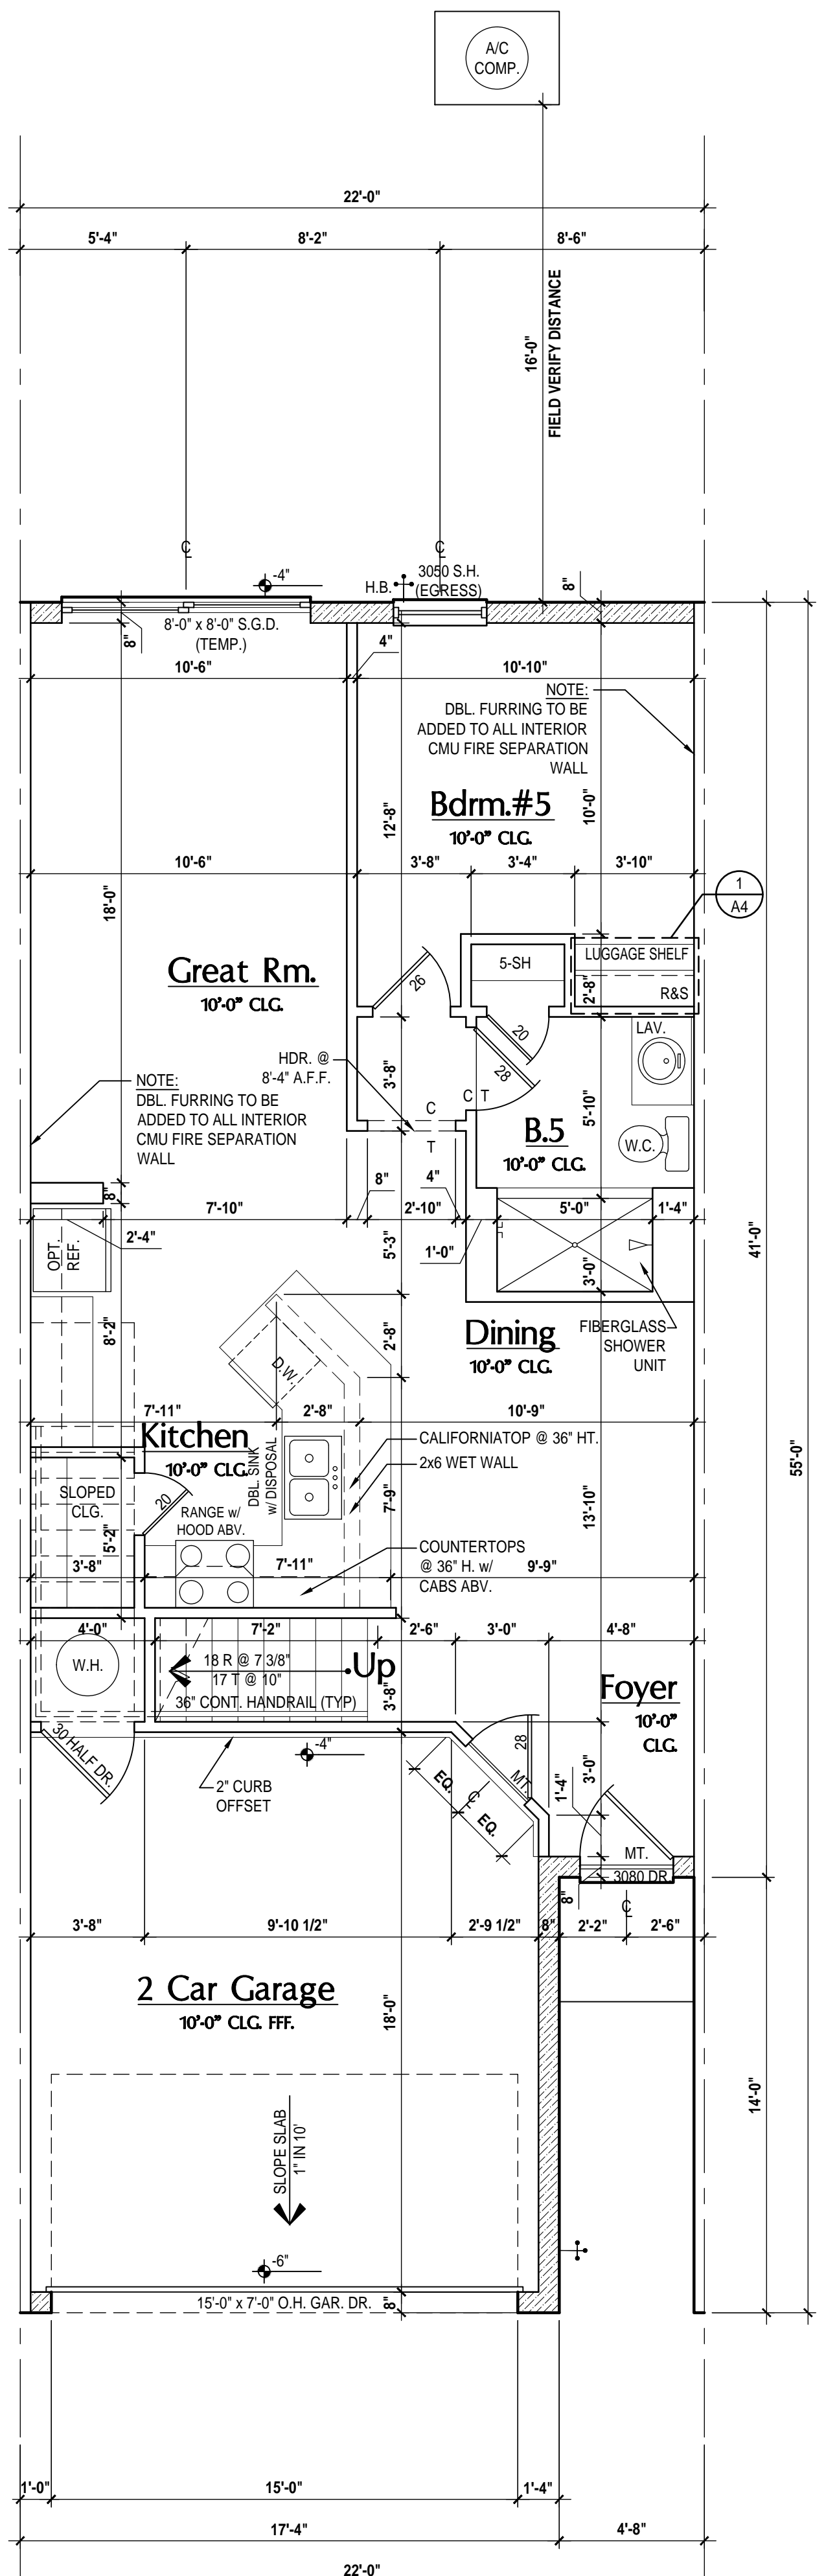 A/C
COMP.
22'-0"
5'-4"
8'-2"
8'-6"
16'-0"
FIELD VERIFY DISTANCE
-4"
H.B.
3050 S.H.
(EGRESS)
8"
8'-0" x 8'-0" S.G.D.
(TEMP.)
8"
4"
10'-6"
10'-10"
NOTE:
DBL. FURRING TO BE
ADDED TO ALL INTERIOR
CMU FIRE SEPARATION
WALL
Bdrm.#5
10'-0" CLG.
12'-8"
10'-0"
10'-6"
3'-8"
3'-4"
3'-10"
18'-0"
1
A4
Great Rm.
10'-0" CLG.
26
5-SH
LUGGAGE SHELF
2'-8"
R&S
20
LAV.
28
HDR. @
8'-4" A.F.F.
3'-8"
NOTE:
DBL. FURRING TO BE
ADDED TO ALL INTERIOR
CMU FIRE SEPARATION
WALL
C
T
C T
5'-10"
B.5
10'-0" CLG.
W.C.
8"
8"
4"
7'-10"
2'-10"
5'-0"
1'-4"
2'-4"
1'-0"
OPT.
REF.
5'-3"
3'-0"
41'-0"
8'-2"
2'-8"
D.W.
Dining
10'-0" CLG.
FIBERGLASS
SHOWER
UNIT
7'-11"
2'-8"
10'-9"
Kitchen
10'-0" CLG.
DBL. SINK
w/ DISPOSAL
CALIFORNIATOP @ 36" HT.
2x6 WET WALL
55'-0"
SLOPED
CLG.
20
RANGE w/
HOOD ABV.
7'-9"
13'-10"
5'-2"
3'-8"
7'-11"
COUNTERTOPS
@ 36" H. w/
CABS ABV.
9'-9"
4'-0"
7'-2"
2'-6"
3'-0"
4'-8"
W.H.
18 R @ 7 3/8"
17 T @ 10"
Up
36" CONT. HANDRAIL (TYP)
3'-8"
Foyer
10'-0"
CLG.
30 HALF DR.
-4"
28
MT.
2" CURB
OFFSET
EQ.
EQ.
1'-4"
3'-0"
MT.
3080 DR.
8"
3'-8"
9'-10 1/2"
2'-9 1/2"
8"
2'-2"
2'-6"
2 Car Garage
10'-0" CLG. FFF.
18'-0"
14'-0"
SLOPE SLAB
1" IN 10'
-6"
15'-0" x 7'-0" O.H. GAR. DR.
8"
1'-0"
15'-0"
1'-4"
17'-4"
4'-8"
22'-0"